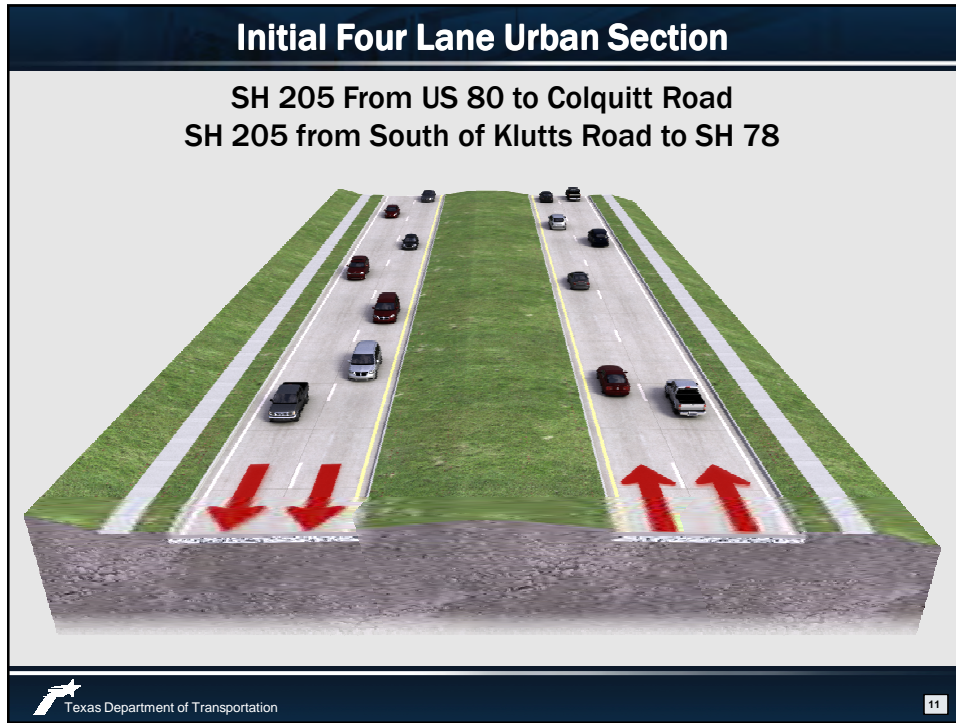 Initial Four Lane Urban Section
SH 205 From US 80 to Colquitt Road
SH 205 from South of Klutts Road to SH 78
Texas Department of Transportation
11